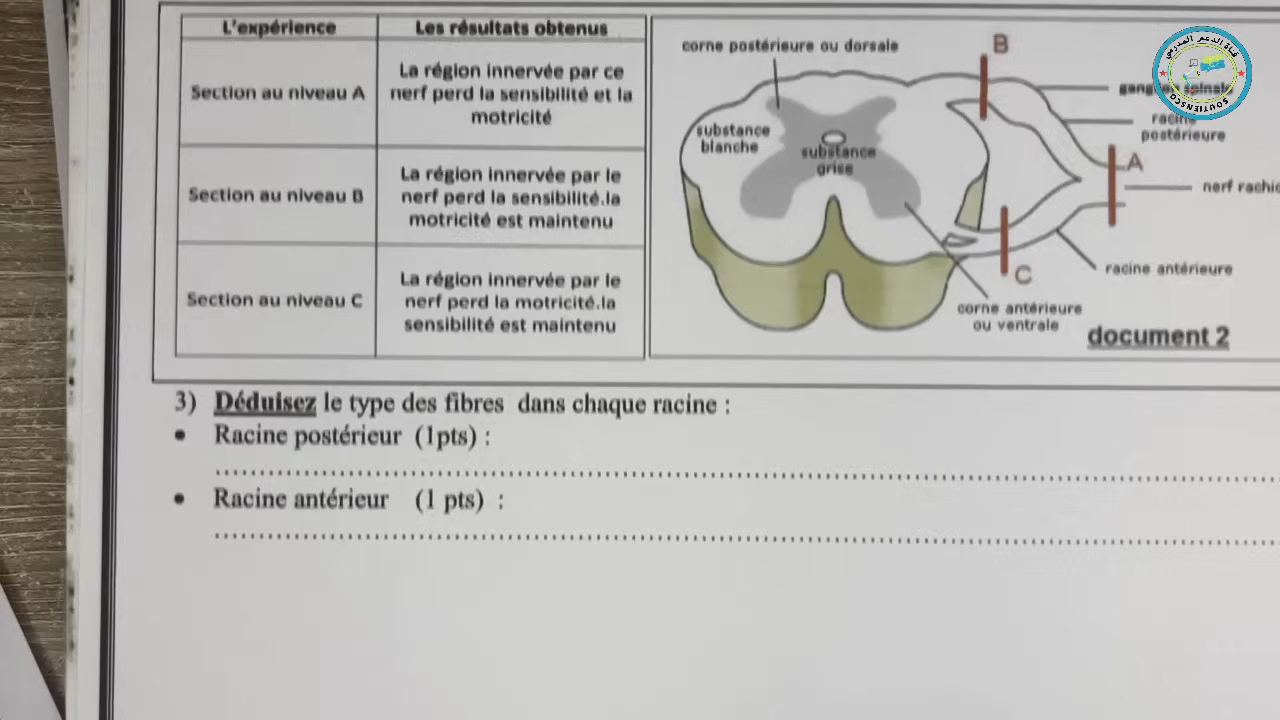 L'expérience
Les résultats obtenus
Section au niveau A
La région innervée par ce
nerf perd la sensibilité et la
motricité
Section au niveau B
La région innervée par le
nerf perd la sensibilité.la
motricité est maintenu
Section au niveau C
La région innervée par le
nerf perd la motricité.la
sensibilité est maintenu
corne postérieure ou dorsale
B
substance
blanche
substance
grise
racine
postérieure
A
nerf rachi
C
racine antérieure
corne antérieure
ou ventrale
document 2
قناة الدعم المدرسي
SOUTIENSCO
3) Déduisez le type des fibres dans chaque racine :
• Racine postérieur (1pts) :
• Racine antérieur (1 pts) :